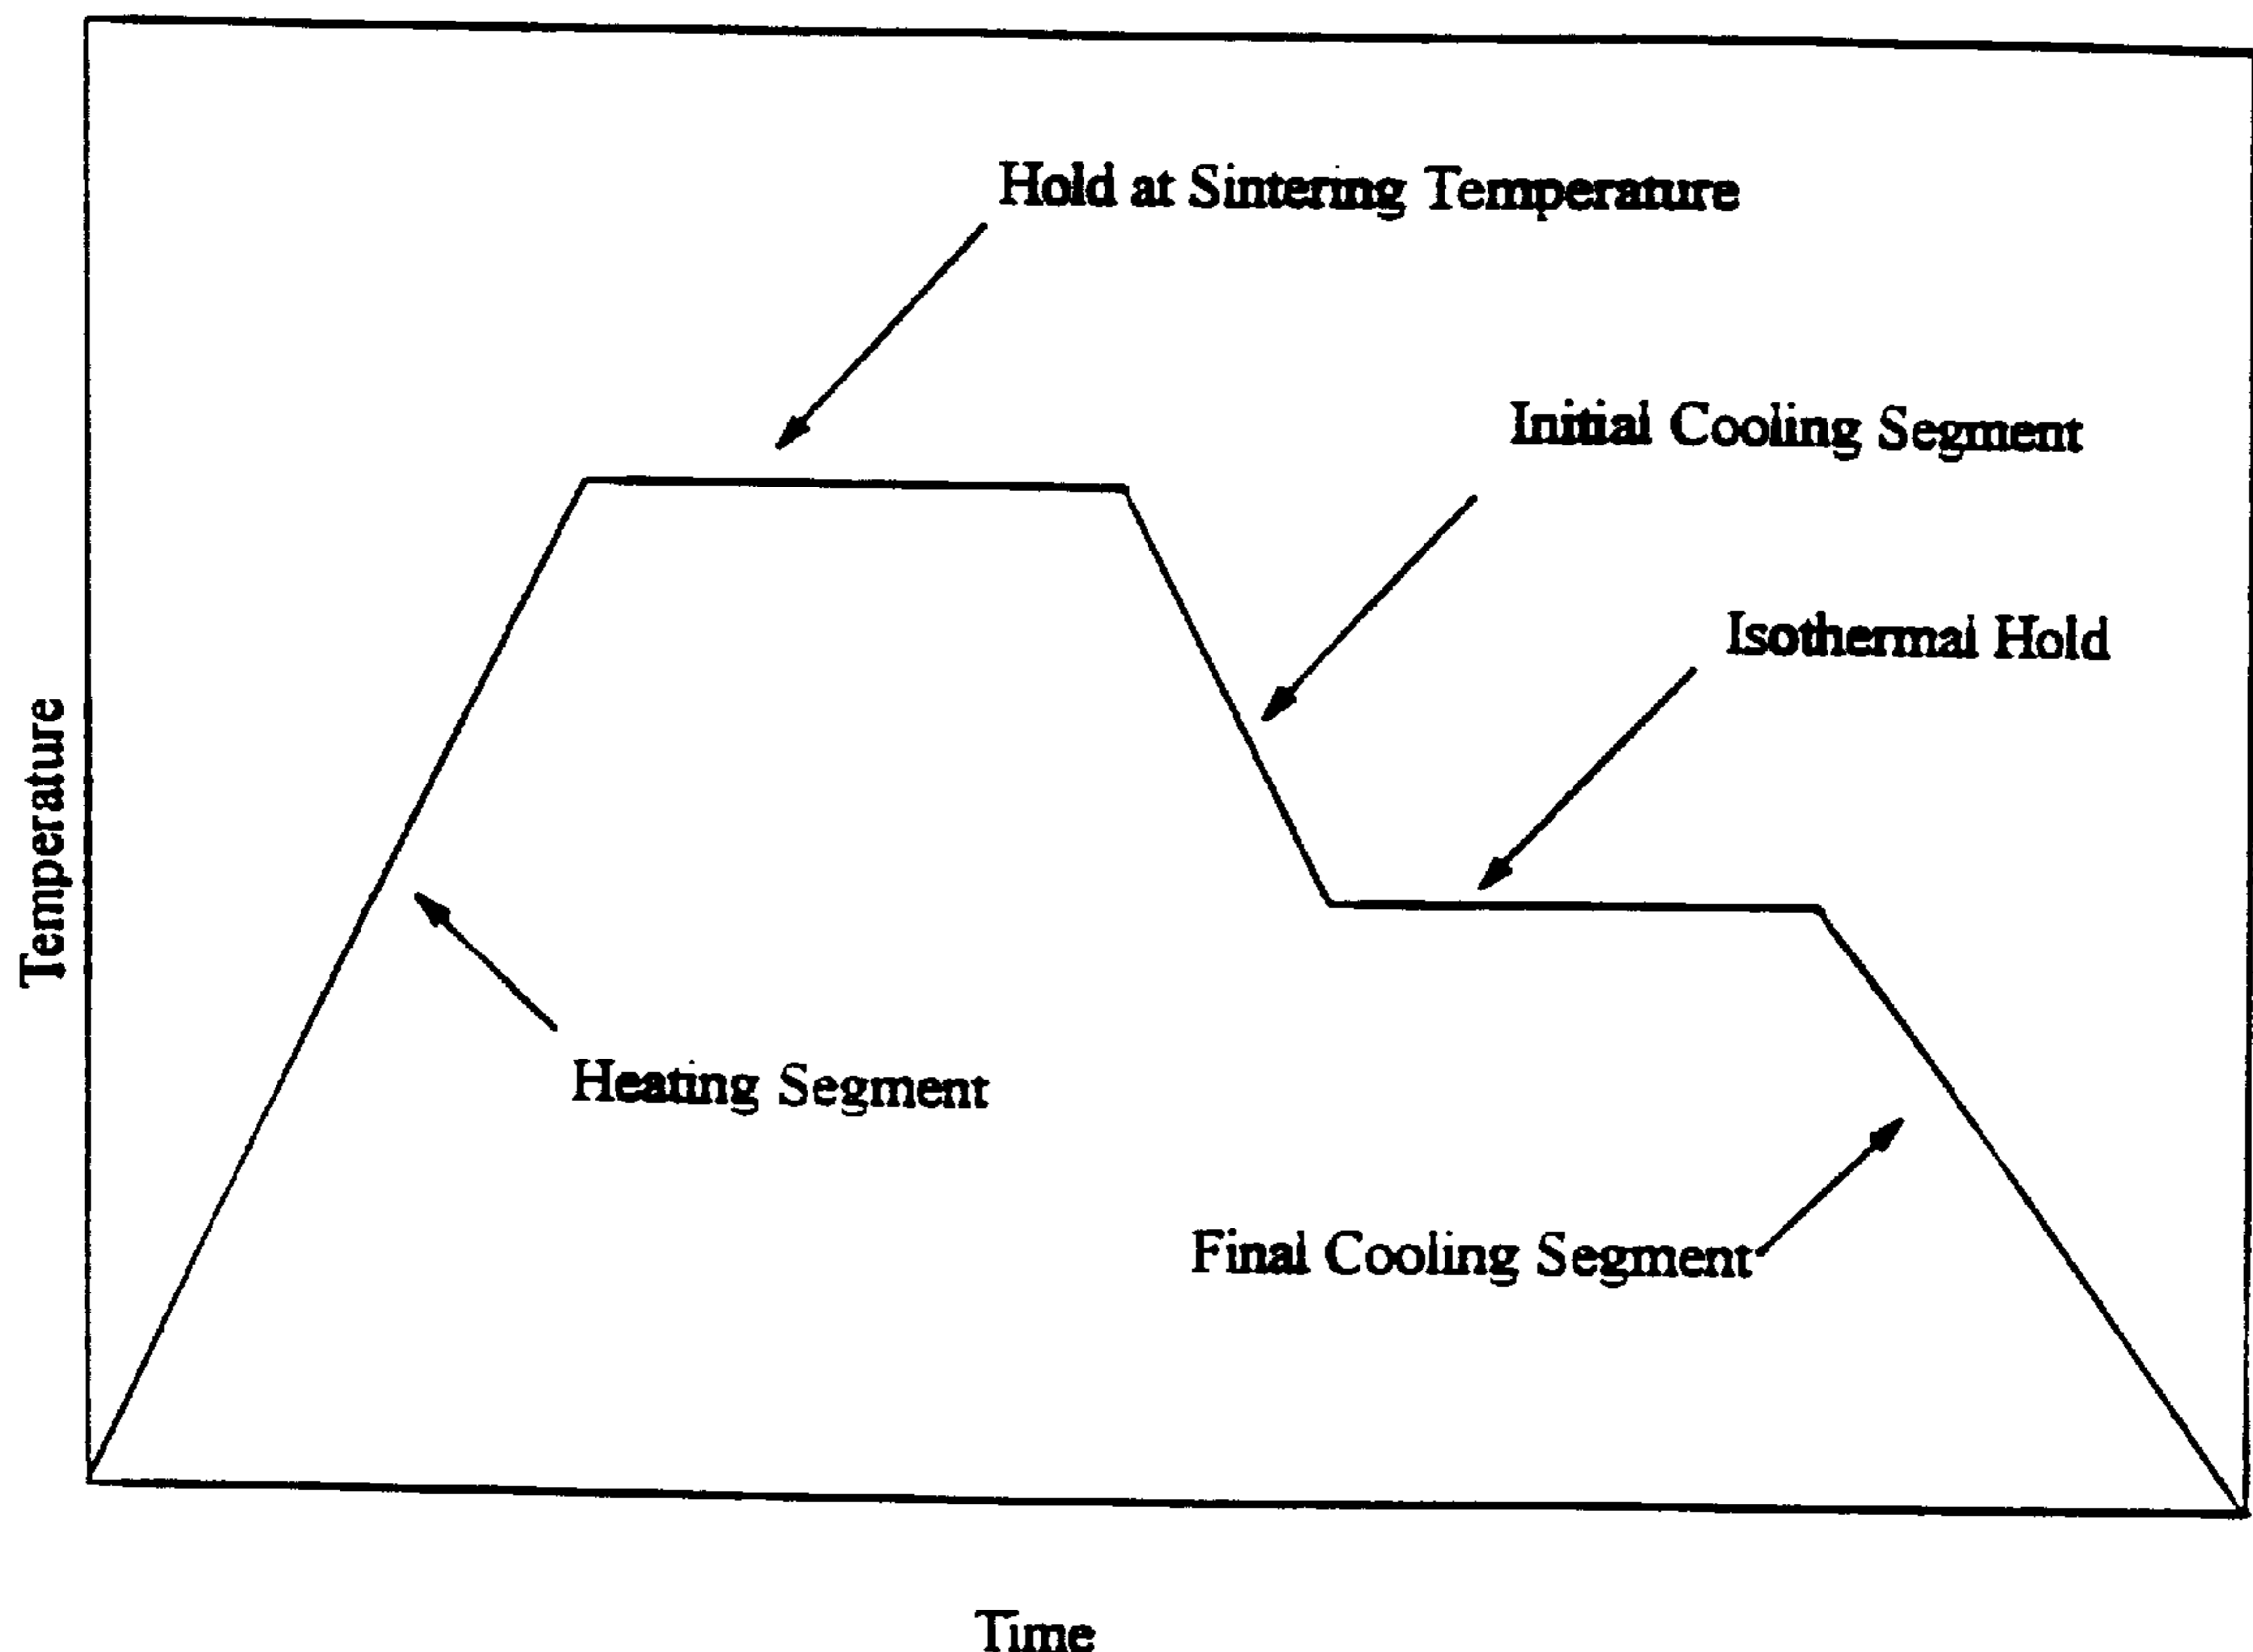 Hold at Sintering Temperature
Initial Cooling Segment
Isothermal Hold
Temperature
Heating Segment
Final Cooling Segment
Time